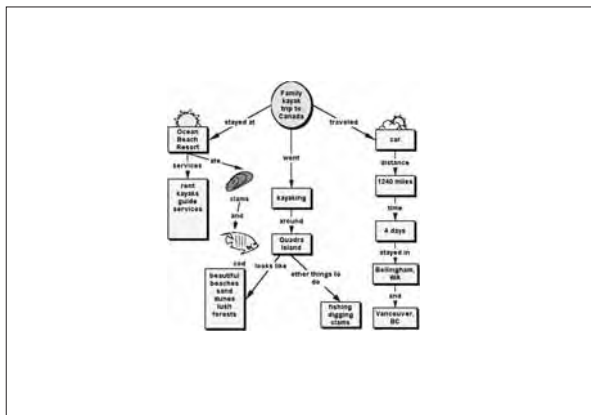 Family
kayak
trip to
Canada
stayed at
traveled
Ocean
Beach
Resort
went
car
services
ate
distance
rent
kayaks
guide
services
clams
kayaking
1240 miles
and
around
time
cod
Quadra
Island
4 days
looks like
other things to
do
stayed in
beautiful
beaches
sand
dunes
lush
forests
fishing
digging
clams
Bellingham,
WA
and
Vancouver,
BC